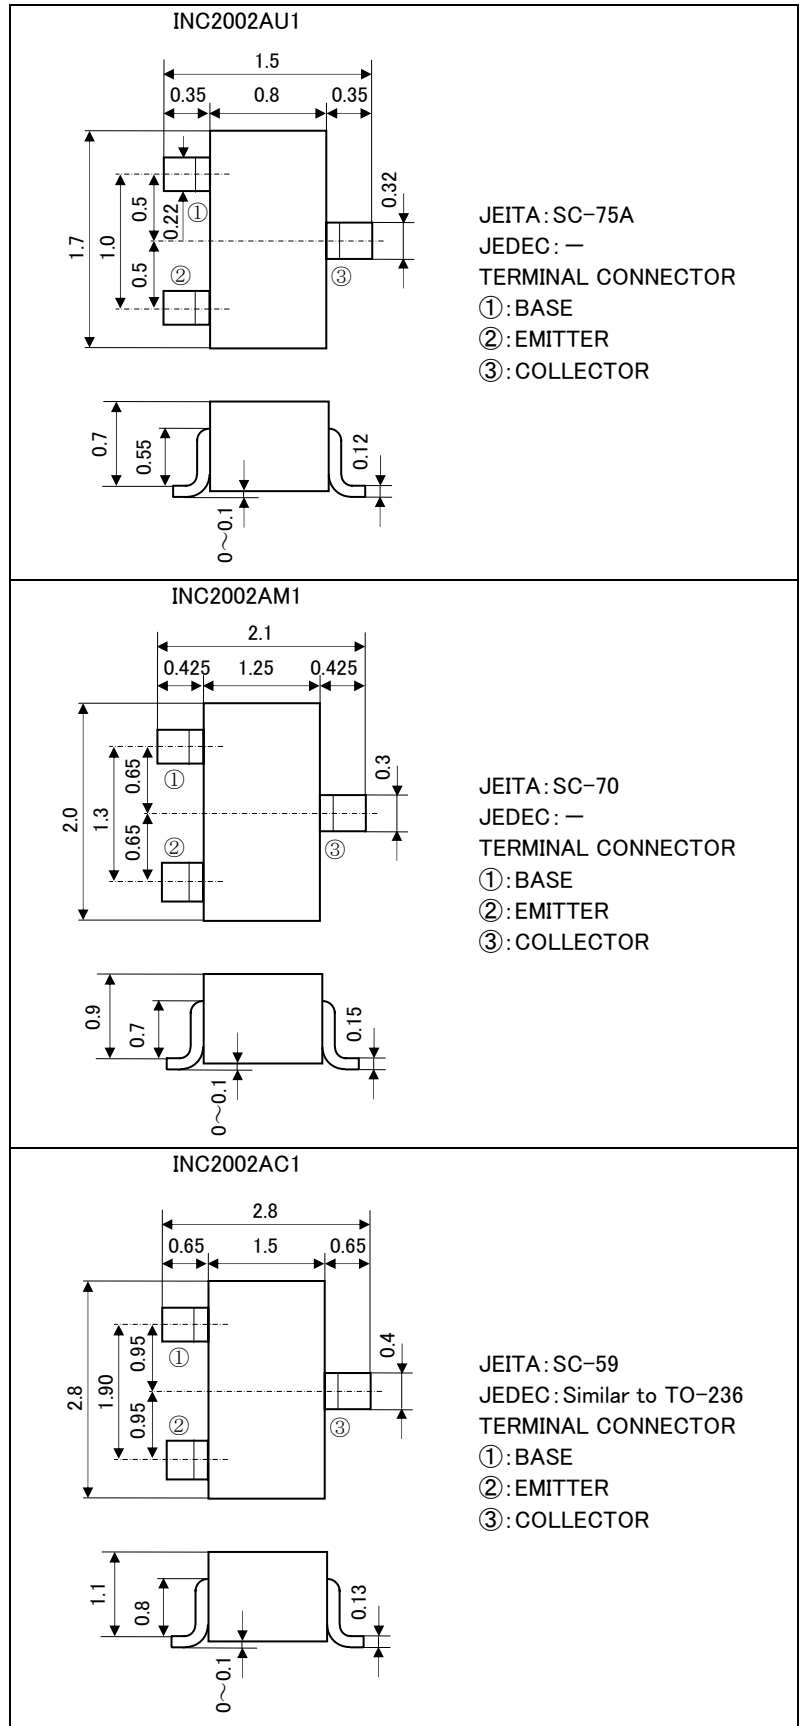 INC2002AU1
1.5
0.35 0.8 0.35
1.7
1.0
0.5
0.5
0.22
0.32
①
②
③
JEITA:SC-75A
JEDEC:－
TERMINAL CONNECTOR
①:BASE
②:EMITTER
③:COLLECTOR
0.7
0.55
0.12
0～0.1
INC2002AM1
2.1
0.425 1.25 0.425
2.0
1.3
0.65
0.65
0.3
①
②
③
JEITA:SC-70
JEDEC:－
TERMINAL CONNECTOR
①:BASE
②:EMITTER
③:COLLECTOR
0.9
0.7
0.15
0～0.1
INC2002AC1
2.8
0.65 1.5 0.65
2.8
1.90
0.95
0.95
0.4
①
②
③
JEITA:SC-59
JEDEC:Similar to TO-236
TERMINAL CONNECTOR
①:BASE
②:EMITTER
③:COLLECTOR
1.1
0.8
0.13
0～0.1